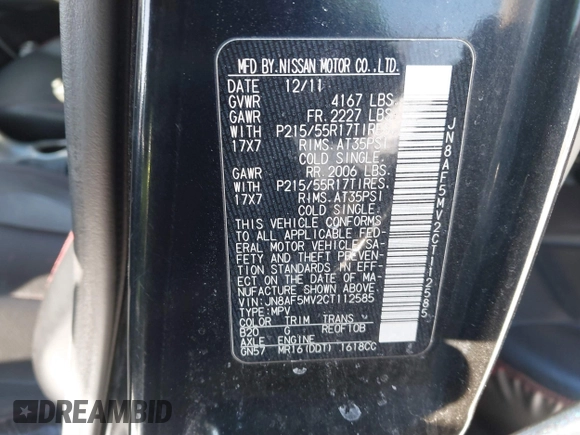 MFD BY.NISSAN MOTOR CO.,LTD.
DATE 12/11
GVWR 4167 LBS.
GAWR FR. 2227 LBS.
WITH P215/55R17TIRES.
17X7 RIMS.AT35PSI
COLD SINGLE.
GAWR RR. 2006 LBS.
WITH P215/55R17TIRES.
17X7 RIMS.AT35PSI
COLD SINGLE.
THIS VEHICLE CONFORMS
TO ALL APPLICABLE FED-
ERAL MOTOR VEHICLE SA-
FETY AND THEFT PREVEN-
TION STANDARDS IN EFF-
ECT ON THE DATE OF MA-
NUFACTURE SHOWN ABOVE.
VIN:JN8AF5MV2CT112585
TYPE:MPV
COLOR TRIM TRANS
B20 G RE0F10B
AXLE ENGINE
GN57 MR16(DDT) 1618CC
JN8AF5MV2CT112585
DREAMBID